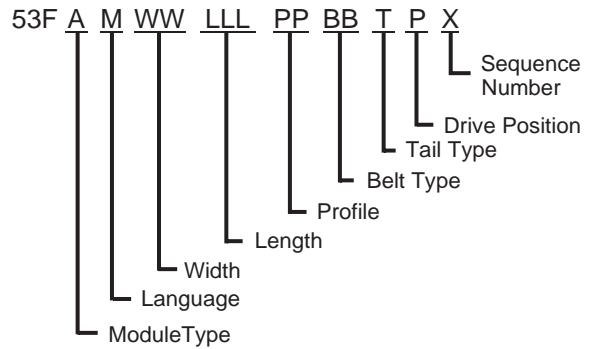 53F A M WW LLL PP BB T P X
Sequence
Number
Drive Position
Tail Type
Belt Type
Profile
Length
Width
Language
ModuleType